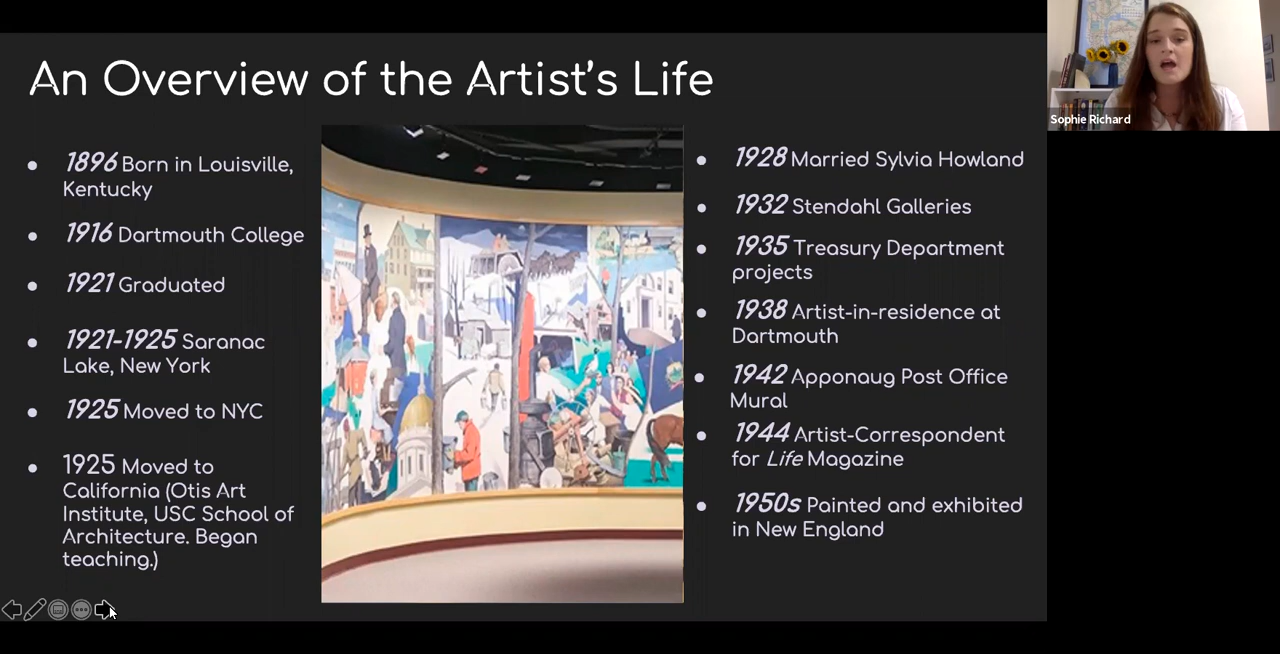 An Overview of the Artist's Life
1896 Born in Louisville,
Kentucky
1916 Dartmouth College
1921 Graduated
1921-1925 Saranac
Lake, New York
1925 Moved to NYC
1925 Moved to
California (Otis Art
Institute, USC School of
Architecture. Began
teaching.)
1928 Married Sylvia Howland
1932 Stendahl Galleries
1935 Treasury Department
projects
1938 Artist-in-residence at
Dartmouth
1942 Apponaug Post Office
Mural
1944 Artist-Correspondent
for Life Magazine
1950s Painted and exhibited
in New England
Sophie Richard